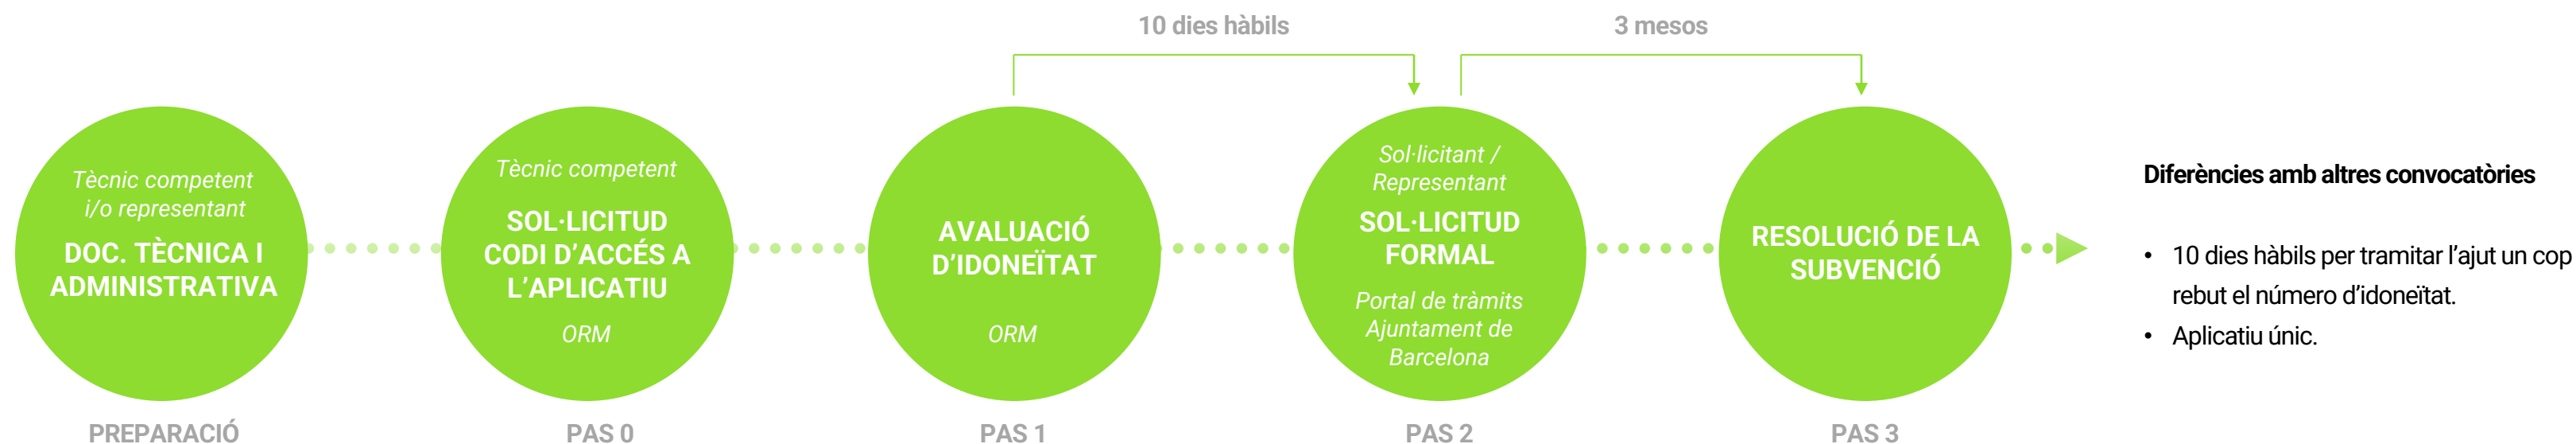 10 dies hàbils
3 mesos
Tècnic competent
i/o representant
DOC. TÈCNICA I
ADMINISTRATIVA
PREPARACIÓ
Tècnic competent
SOL·LICITUD
CODI D'ACCÉS A
L'APLICATIU
ORM
PAS 0
AVALUACIÓ
D'IDONEÏTAT
ORM
PAS 1
Sol·licitant /
Representant
SOL·LICITUD
FORMAL
Portal de tràmits
Ajuntament de
Barcelona
PAS 2
RESOLUCIÓ DE LA
SUBVENCIÓ
PAS 3
Diferències amb altres convocatòries
• 10 dies hàbils per tramitar l'ajut un cop
rebut el número d'idoneïtat.
• Aplicatiu únic.